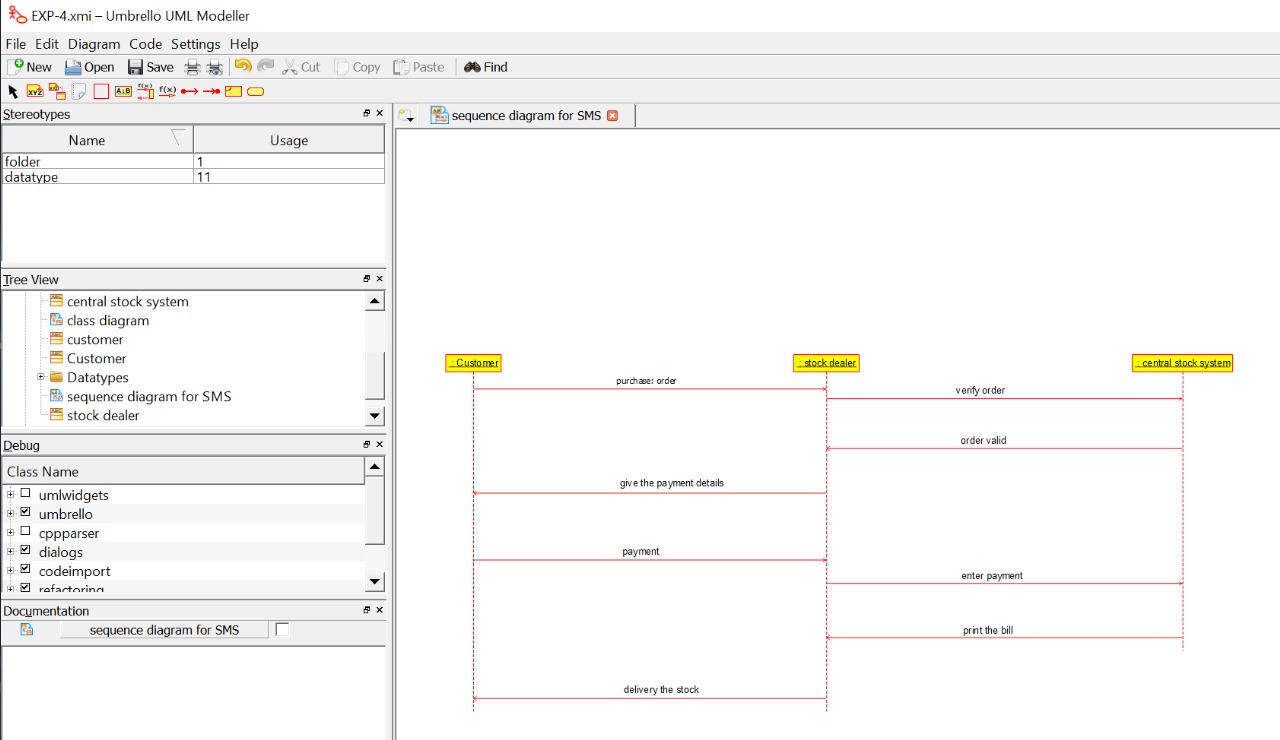 EXP-4.xmi – Umbrello UML Modeller
File Edit Diagram Code Settings Help
New Open Save Cut Copy Paste Find
XYZ A:B f(x) f(x)
Stereotypes
Name Usage
folder 1
datatype 11
Tree View
central stock system
class diagram
customer
Customer
Datatypes
sequence diagram for SMS
stock dealer
Debug
Class Name
umlwidgets
umbrello
cppparser
dialogs
codeimport
refactoring
Documentation
sequence diagram for SMS
sequence diagram for SMS
: Customer : stock dealer : central stock system
purchase: order
verify order
order valid
give the payment details
payment
enter payment
print the bill
delivery the stock